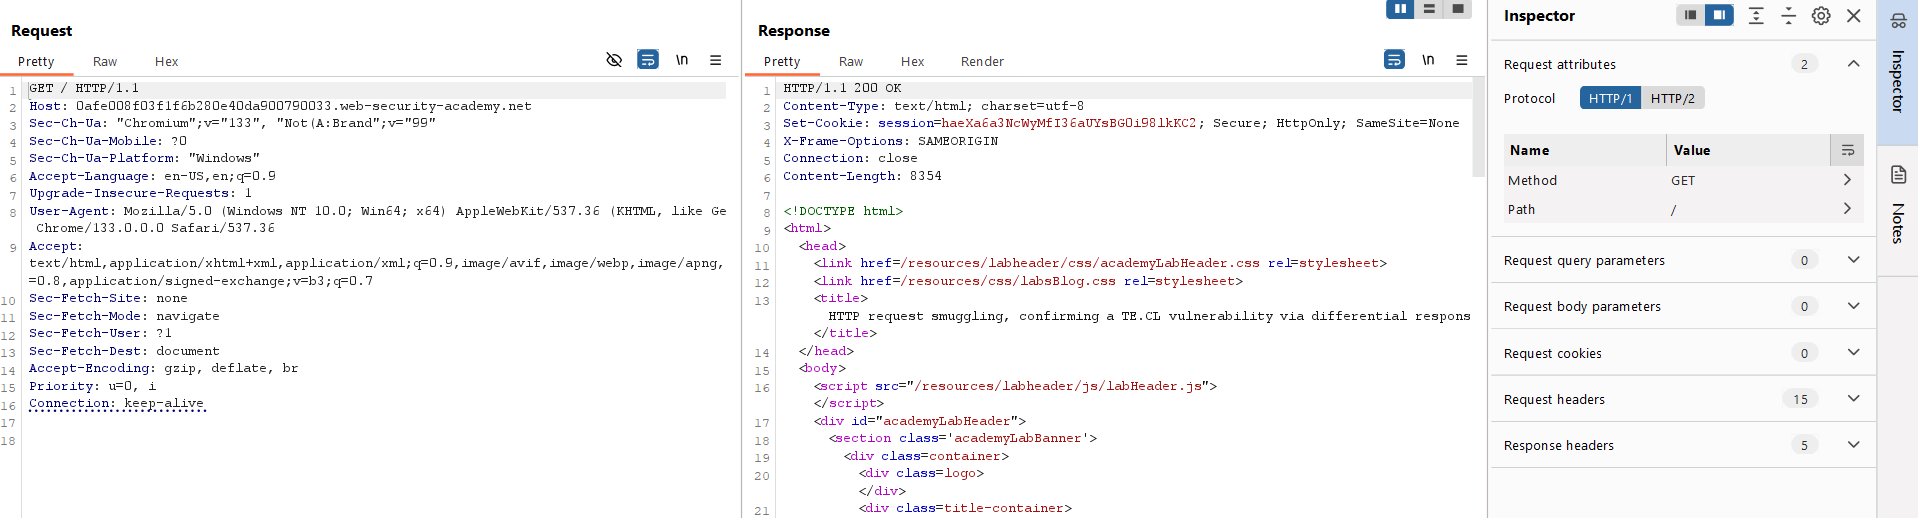 Request
Pretty Raw Hex \n
1 GET / HTTP/1.1
2 Host: 0afe008f03f1f6b280e40da900790033.web-security-academy.net
3 Sec-Ch-Ua: "Chromium";v="133", "Not(A:Brand";v="99"
4 Sec-Ch-Ua-Mobile: ?0
5 Sec-Ch-Ua-Platform: "Windows"
6 Accept-Language: en-US,en;q=0.9
7 Upgrade-Insecure-Requests: 1
8 User-Agent: Mozilla/5.0 (Windows NT 10.0; Win64; x64) AppleWebKit/537.36 (KHTML, like Ge
Chrome/133.0.0.0 Safari/537.36
9 Accept:
text/html,application/xhtml+xml,application/xml;q=0.9,image/avif,image/webp,image/apng,
=0.8,application/signed-exchange;v=b3;q=0.7
10 Sec-Fetch-Site: none
11 Sec-Fetch-Mode: navigate
12 Sec-Fetch-User: ?1
13 Sec-Fetch-Dest: document
14 Accept-Encoding: gzip, deflate, br
15 Priority: u=0, i
16 Connection: keep-alive
17
18
Response
Pretty Raw Hex Render \n
1 HTTP/1.1 200 OK
2 Content-Type: text/html; charset=utf-8
3 Set-Cookie: session=haeXa6a3NcWyMfI36aUYsBGOi98lkKC2; Secure; HttpOnly; SameSite=None
4 X-Frame-Options: SAMEORIGIN
5 Connection: close
6 Content-Length: 8354
7
8 <!DOCTYPE html>
9 <html>
10 <head>
11 <link href=/resources/labheader/css/academyLabHeader.css rel=stylesheet>
12 <link href=/resources/css/labsBlog.css rel=stylesheet>
13 <title>
HTTP request smuggling, confirming a TE.CL vulnerability via differential respons
</title>
14 </head>
15 <body>
16 <script src="/resources/labheader/js/labHeader.js">
</script>
17 <div id="academyLabHeader">
18 <section class='academyLabBanner'>
19 <div class=container>
20 <div class=logo>
</div>
21 <div class=title-container>
Inspector
Request attributes 2
Protocol HTTP/1 HTTP/2
Name Value
Method GET
Path /
Request query parameters 0
Request body parameters 0
Request cookies 0
Request headers 15
Response headers 5
Inspector
Notes